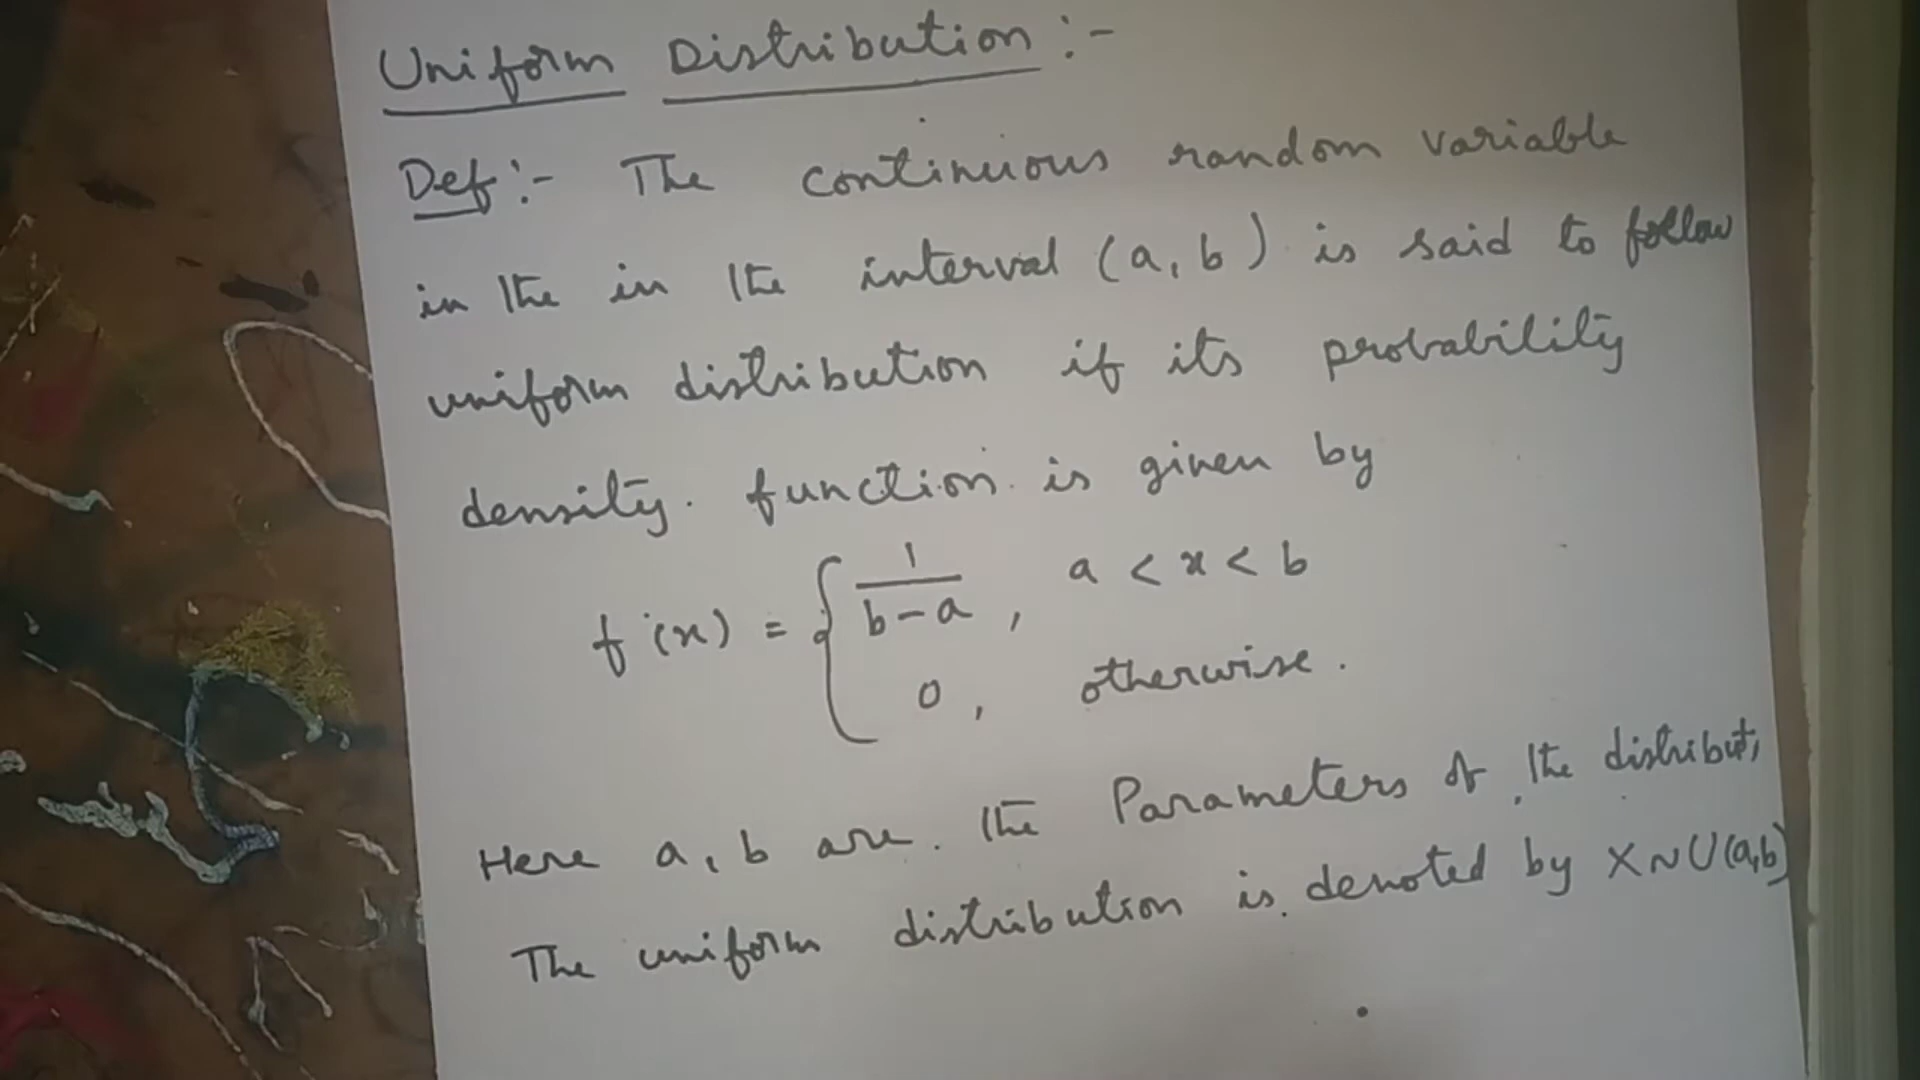 Uniform Distribution :-
Def :- The continuous random variable
in the in the interval (a, b) is said to follow
uniform distribution if its probability
density. function is given by
f(x) = { 1/(b-a) , a < x < b
0 , otherwise.
Here a, b are. the Parameters of the distributi
The uniform distribution is denoted by X~U(a,b)